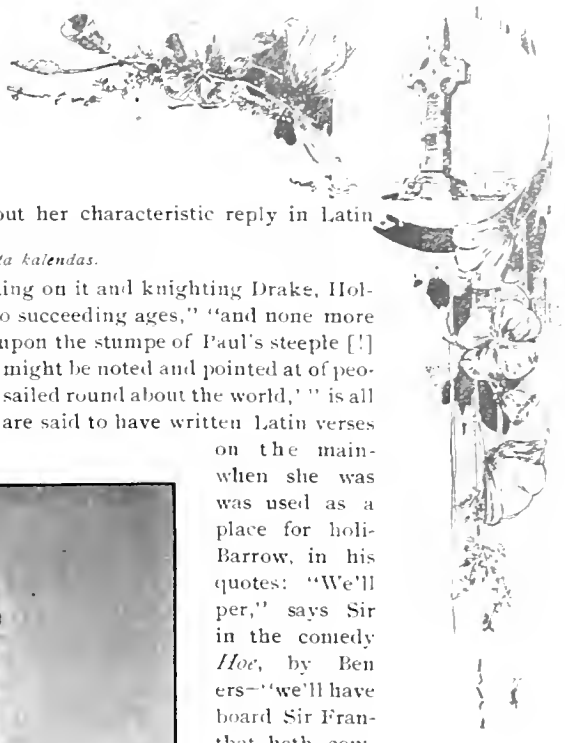 out her characteristic reply in Latin
ta kalendas.
ing on it and knighting Drake, Hol-
o succeeding ages," "and none more
upon the stumpe of Paul's steeple [!]
might be noted and pointed at of peo-
sailed round about the world,' " is all
are said to have written Latin verses
on the main-
when she was
was used as a
place for holi-
Barrow, in his
quotes: "We'll
per," says Sir
in the comedy
Hoe, by Ben
ers—"we'll have
board Sir Fran-
that hath com-